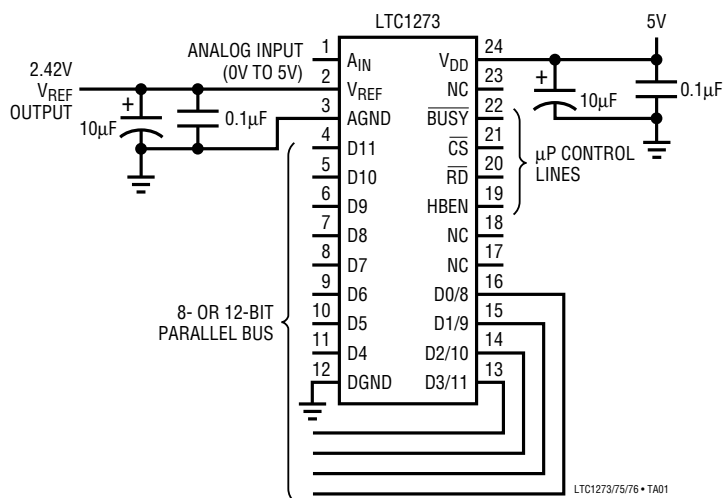 LTC1273
ANALOG INPUT
(0V TO 5V)
2.42V
VREF
OUTPUT
+
10µF
0.1µF
1
2
3
4
5
6
7
8
9
10
11
12
AIN
VREF
AGND
D11
D10
D9
D8
D7
D6
D5
D4
DGND
VDD
NC
BUSY
CS
RD
HBEN
NC
NC
D0/8
D1/9
D2/10
D3/11
24
23
22
21
20
19
18
17
16
15
14
13
5V
+
10µF
0.1µF
µP CONTROL
LINES
8- OR 12-BIT
PARALLEL BUS
LTC1273/75/76 • TA01